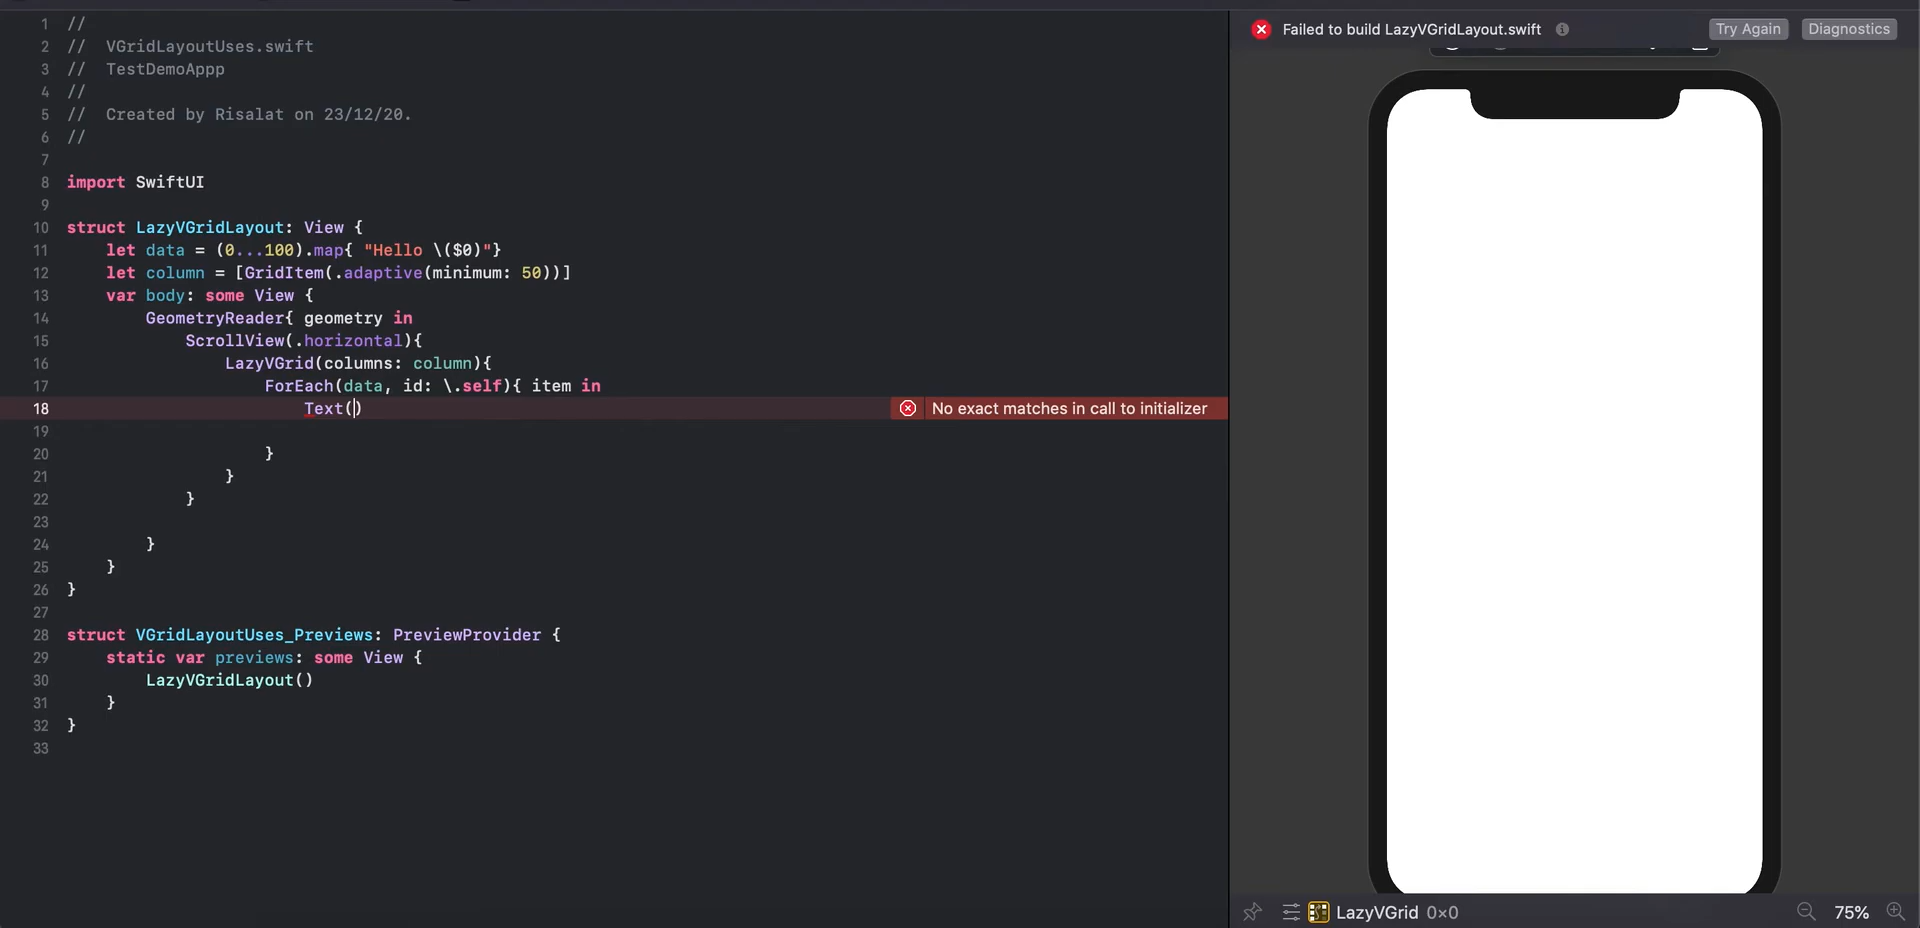 1 //
2 //  VGridLayoutUses.swift
3 //  TestDemoAppp
4 //
5 //  Created by Risalat on 23/12/20.
6 //
7
8 import SwiftUI
9
10 struct LazyVGridLayout: View {
11     let data = (0...100).map{ "Hello \($0)"}
12     let column = [GridItem(.adaptive(minimum: 50))]
13     var body: some View {
14         GeometryReader{ geometry in
15             ScrollView(.horizontal){
16                 LazyVGrid(columns: column){
17                     ForEach(data, id: \.self){ item in
18                         Text() No exact matches in call to initializer
19
20                     }
21                 }
22             }
23
24         }
25     }
26 }
27
28 struct VGridLayoutUses_Previews: PreviewProvider {
29     static var previews: some View {
30         LazyVGridLayout()
31     }
32 }
33
Failed to build LazyVGridLayout.swift Try Again Diagnostics
LazyVGrid 0×0 75%